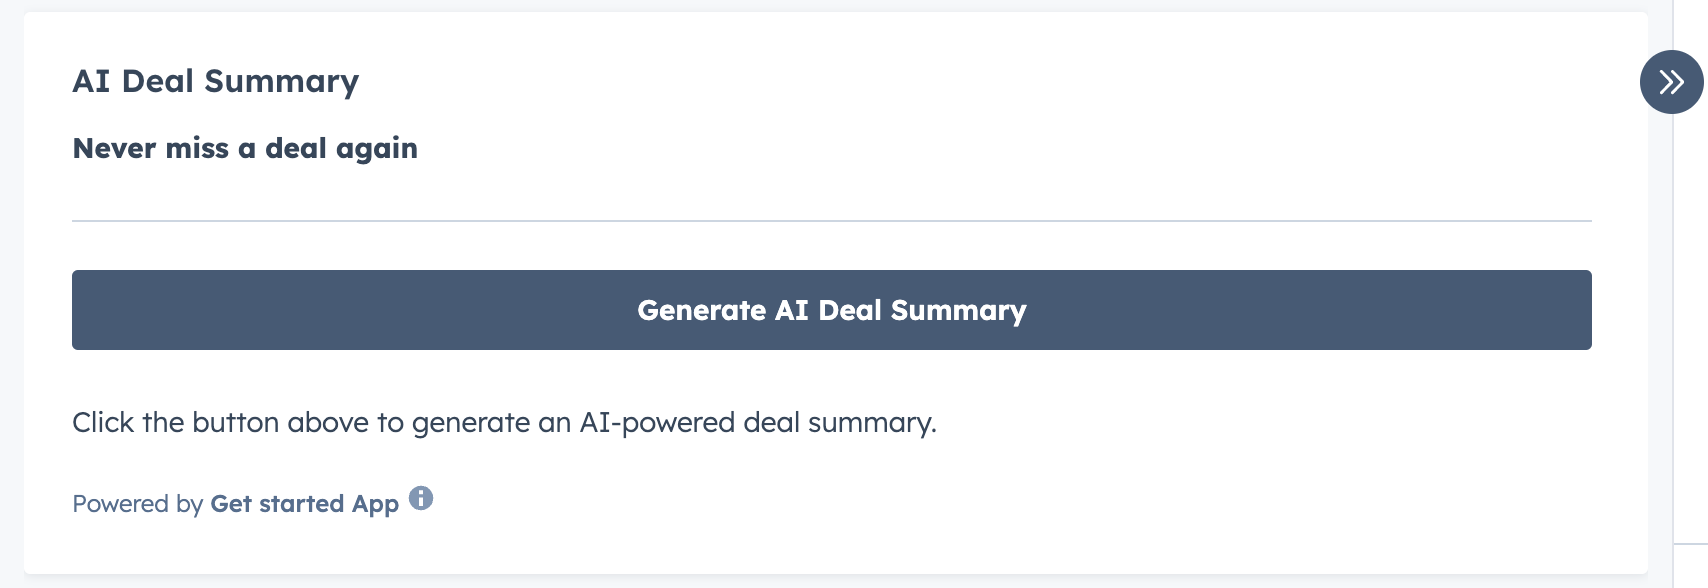 AI Deal Summary
Never miss a deal again
Generate AI Deal Summary
Click the button above to generate an AI-powered deal summary.
Powered by Get started App